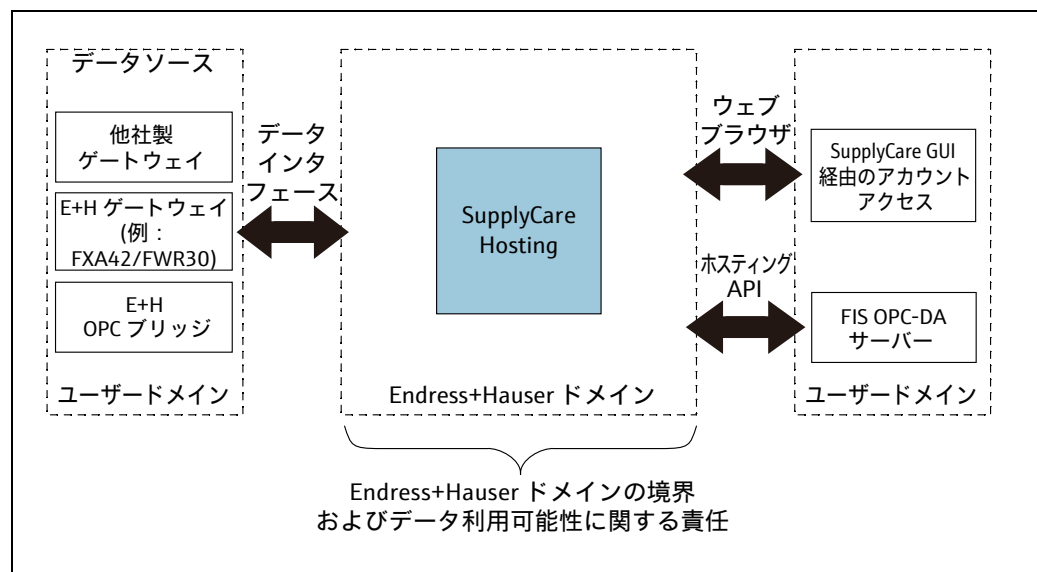 データソース
他社製
ゲートウェイ
E+H ゲートウェイ
(例：
FXA42/FWR30)
E+H
OPC ブリッジ
ユーザードメイン
データ
インタ
フェース
SupplyCare
Hosting
Endress+Hauser ドメイン
ウェブ
ブラウザ
ホスティング
API
SupplyCare GUI
経由のアカウント
アクセス
FIS OPC-DA
サーバー
ユーザードメイン
Endress+Hauser ドメインの境界
およびデータ利用可能性に関する責任